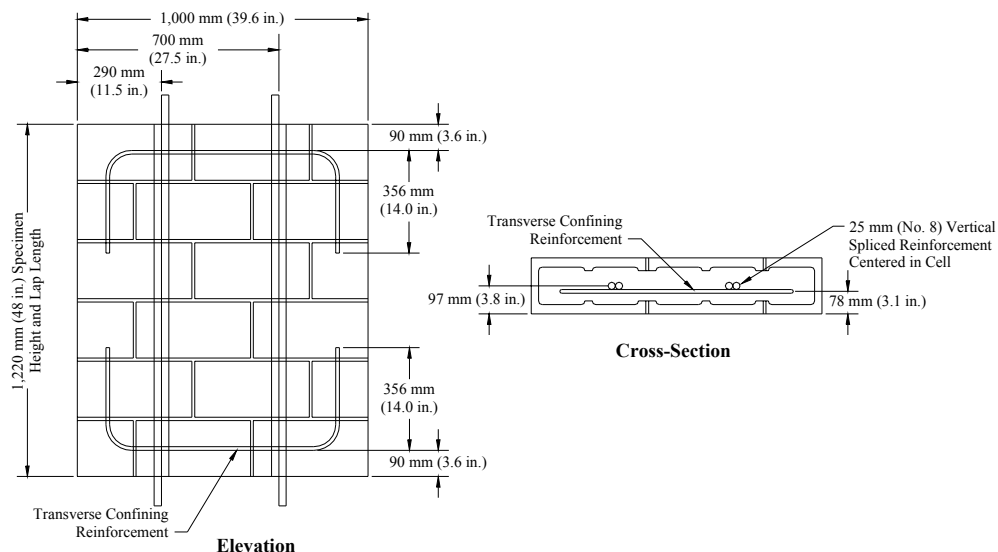 1,000 mm (39.6 in.)
700 mm
(27.5 in.)
290 mm
(11.5 in.)
90 mm (3.6 in.)
356 mm
(14.0 in.)
1,220 mm (48 in.) Specimen
Height and Lap Length
356 mm
(14.0 in.)
90 mm (3.6 in.)
Transverse Confining
Reinforcement
Elevation
Transverse Confining
Reinforcement
25 mm (No. 8) Vertical
Spliced Reinforcement
Centered in Cell
97 mm (3.8 in.)
78 mm (3.1 in.)
Cross-Section